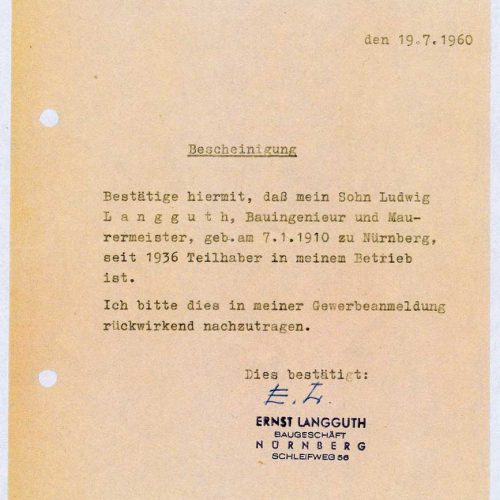 den 19.7.1960
Bescheinigung
Bestätige hiermit, daß mein Sohn Ludwig
L a n g g u t h, Bauingenieur und Mau-
rermeister, geb.am 7.1.1910 zu Nürnberg,
seit 1936 Teilhaber in meinem Betrieb
ist.
Ich bitte dies in meiner Gewerbeanmeldung
rückwirkend nachzutragen.
Dies bestätigt:
E. L.
ERNST LANGGUTH
BAUGESCHÄFT
NÜRNBERG
SCHLEIFWEG 56